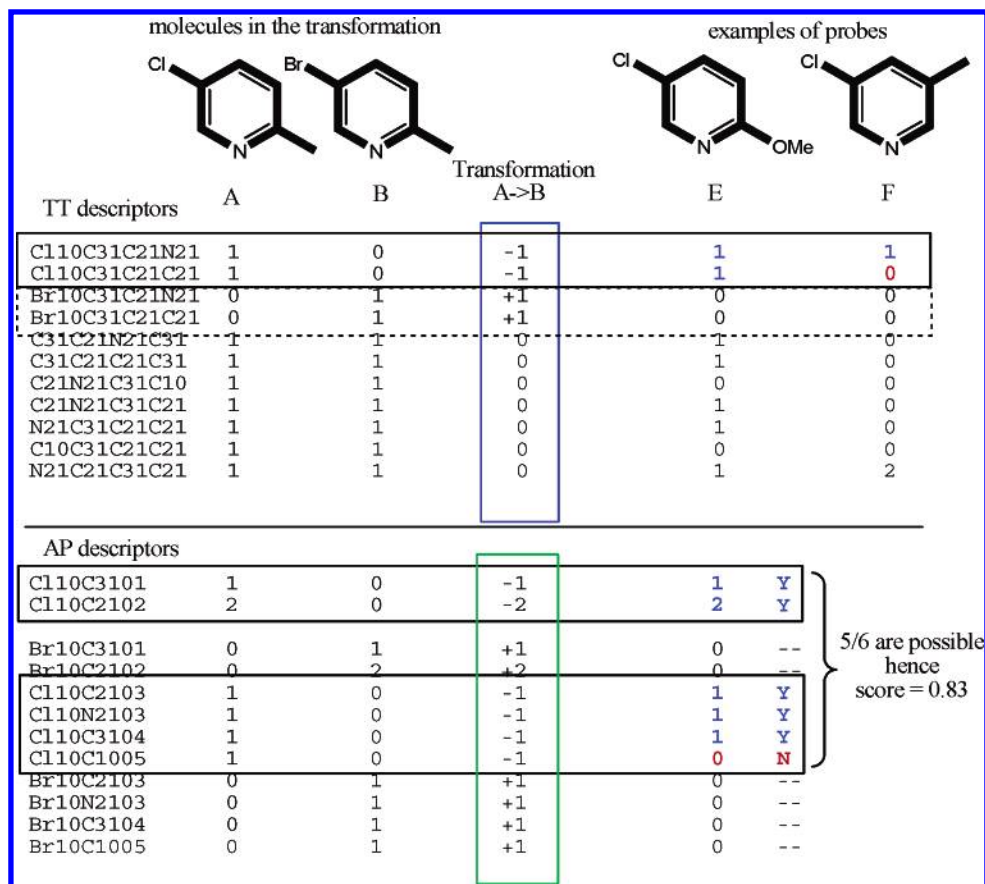 molecules in the transformation
examples of probes
Cl Br Cl Cl
N N N OMe N
Transformation
A B A->B E F
TT descriptors
Cl10C31C21N21 1 0 -1 1 1
Cl10C31C21C21 1 0 -1 1 0
Br10C31C21N21 0 1 +1 0 0
Br10C31C21C21 0 1 +1 0 0
C31C21N21C31 1 1 0 1 0
C31C21C21C31 1 1 0 1 0
C21N21C31C10 1 1 0 0 0
C21N21C31C21 1 1 0 1 0
N21C31C21C21 1 1 0 1 0
C10C31C21C21 1 1 0 0 0
N21C21C31C21 1 1 0 1 2
AP descriptors
Cl10C3101 1 0 -1 1 Y
Cl10C2102 2 0 -2 2 Y
Br10C3101 0 1 +1 0 --
Br10C2102 0 2 +2 0 --
Cl10C2103 1 0 -1 1 Y
Cl10N2103 1 0 -1 1 Y
Cl10C3104 1 0 -1 1 Y
Cl10C1005 1 0 -1 0 N
Br10C2103 0 1 +1 0 --
Br10N2103 0 1 +1 0 --
Br10C3104 0 1 +1 0 --
Br10C1005 0 1 +1 0 --
5/6 are possible
hence
score = 0.83